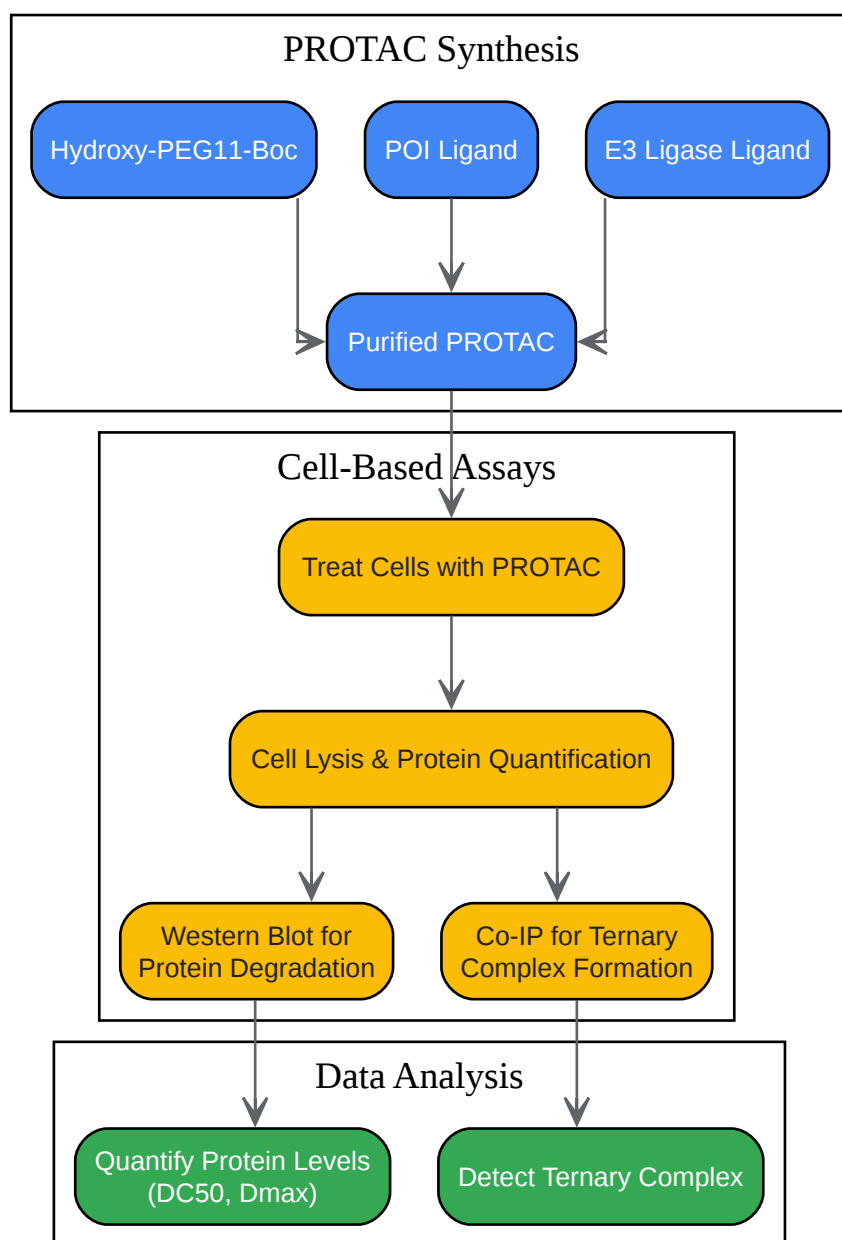 PROTAC Synthesis
Hydroxy-PEG11-Boc
POI Ligand
E3 Ligase Ligand
Purified PROTAC
Cell-Based Assays
Treat Cells with PROTAC
Cell Lysis & Protein Quantification
Western Blot for
Protein Degradation
Co-IP for Ternary
Complex Formation
Data Analysis
Quantify Protein Levels
(DC50, Dmax)
Detect Ternary Complex